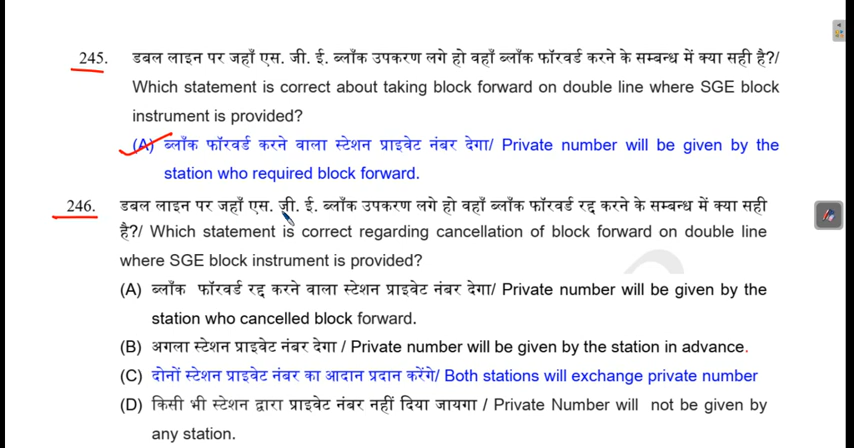 245. डबल लाइन पर जहाँ एस. जी. ई. ब्लॉक उपकरण लगे हो वहाँ ब्लॉक फॉरवर्ड करने के सम्बन्ध में क्या सही है?/
Which statement is correct about taking block forward on double line where SGE block
instrument is provided?
(A) ब्लॉक फॉरवर्ड करने वाला स्टेशन प्राइवेट नंबर देगा/ Private number will be given by the
station who required block forward.
246. डबल लाइन पर जहाँ एस. जी. ई. ब्लॉक उपकरण लगे हो वहाँ ब्लॉक फॉरवर्ड रद्द करने के सम्बन्ध में क्या सही
है?/ Which statement is correct regarding cancellation of block forward on double line
where SGE block instrument is provided?
(A) ब्लॉक फॉरवर्ड रद्द करने वाला स्टेशन प्राइवेट नंबर देगा/ Private number will be given by the
station who cancelled block forward.
(B) अगला स्टेशन प्राइवेट नंबर देगा / Private number will be given by the station in advance.
(C) दोनों स्टेशन प्राइवेट नंबर का आदान प्रदान करेंगे/ Both stations will exchange private number
(D) किसी भी स्टेशन द्वारा प्राइवेट नंबर नहीं दिया जायगा / Private Number will not be given by
any station.